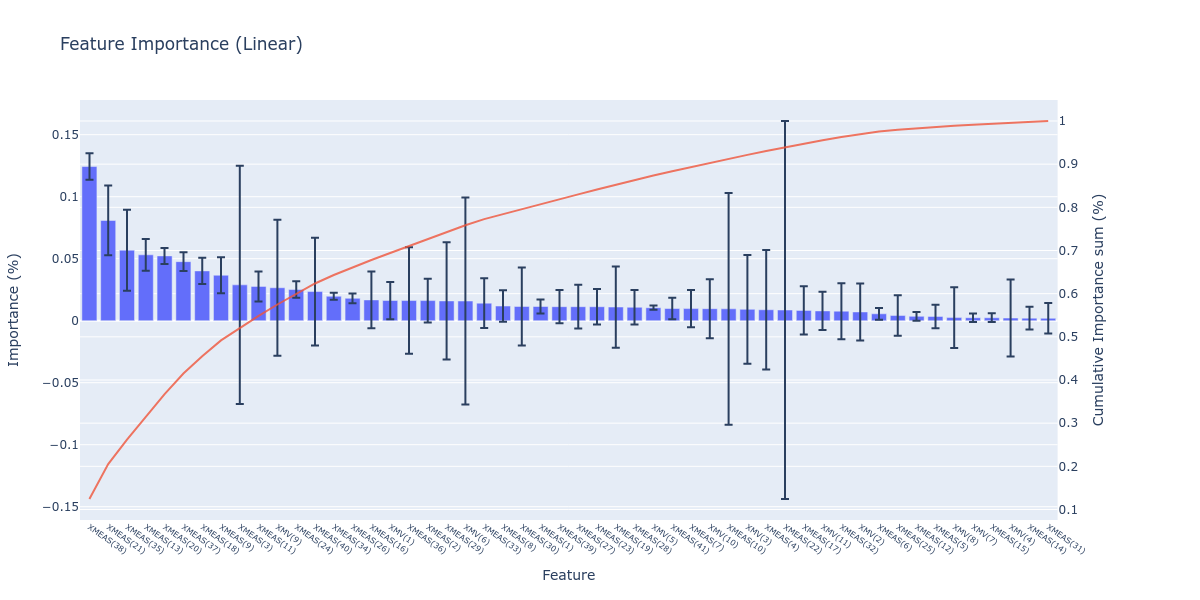 Feature Importance (Linear)
Importance (%)
0.15
0.1
0.05
0
−0.05
−0.1
−0.15
1
0.9
0.8
0.7
0.6
0.5
0.4
0.3
0.2
0.1
Cumulative Importance sum (%)
XMEAS(38)
XMEAS(21)
XMEAS(35)
XMEAS(13)
XMEAS(20)
XMEAS(37)
XMEAS(18)
XMEAS(9)
XMEAS(3)
XMEAS(11)
XMV(9)
XMEAS(24)
XMEAS(40)
XMEAS(34)
XMEAS(26)
XMEAS(16)
XMV(1)
XMEAS(36)
XMEAS(2)
XMEAS(29)
XMV(6)
XMEAS(33)
XMEAS(8)
XMEAS(30)
XMEAS(1)
XMEAS(39)
XMEAS(27)
XMEAS(23)
XMEAS(19)
XMEAS(28)
XMV(5)
XMEAS(41)
XMEAS(7)
XMV(10)
XMEAS(10)
XMV(3)
XMEAS(4)
XMEAS(22)
XMEAS(17)
XMV(11)
XMEAS(32)
XMV(2)
XMEAS(6)
XMEAS(25)
XMEAS(12)
XMEAS(5)
XMV(8)
XMV(7)
XMEAS(15)
XMV(4)
XMEAS(14)
XMEAS(31)
Feature